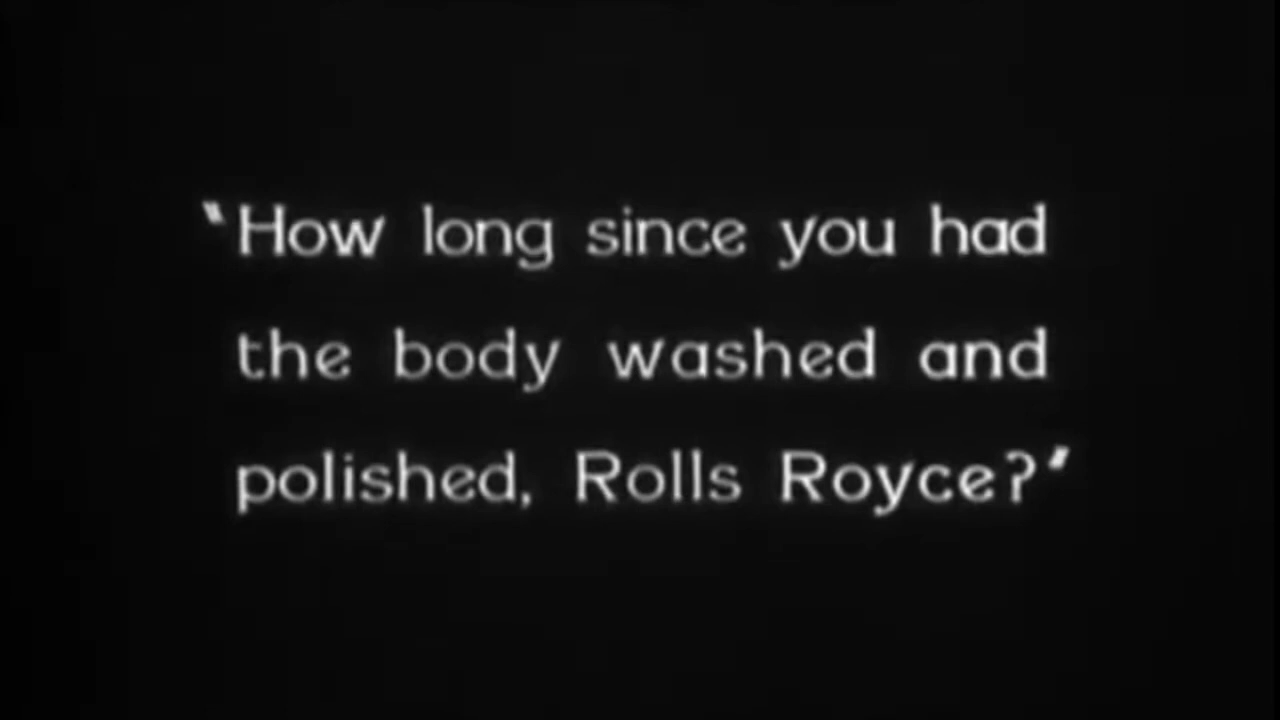 ‘How long since you had
the body washed and
polished, Rolls Royce?’